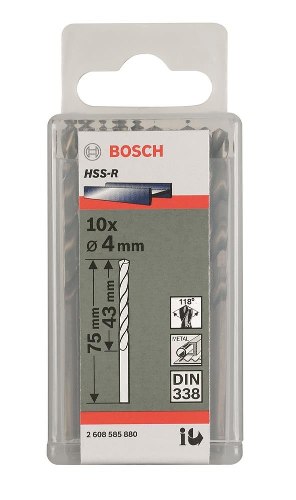 BOSCH
HSS-R
10x
ø 4 mm
75 mm
43 mm
118°
METAL
DIN
338
2 608 585 880